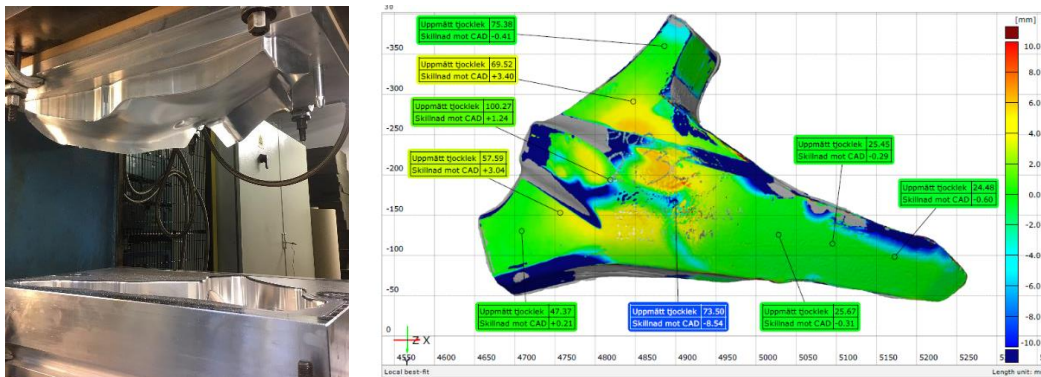 30
[mm]
Uppmätt tjocklek 75.38
Skillnad mot CAD -0.41
Uppmätt tjocklek 69.52
Skillnad mot CAD +3.40
Uppmätt tjocklek 100.27
Skillnad mot CAD +1.24
Uppmätt tjocklek 57.59
Skillnad mot CAD +3.04
Uppmätt tjocklek 25.45
Skillnad mot CAD -0.29
Uppmätt tjocklek 24.48
Skillnad mot CAD -0.60
Uppmätt tjocklek 47.37
Skillnad mot CAD +0.21
Uppmätt tjocklek 73.50
Skillnad mot CAD -8.54
Uppmätt tjocklek 25.67
Skillnad mot CAD -0.31
-350
-300
-250
-200
-150
-100
-50
0
10.0
8.0
6.0
4.0
2.0
0.0
-2.0
-4.0
-6.0
-8.0
-10.0
Z X
Y
4550 4600 4650 4700 4750 4800 4850 4900 4950 5000 5050 5100 5150 5200 5250
Local best-fit
Length unit: